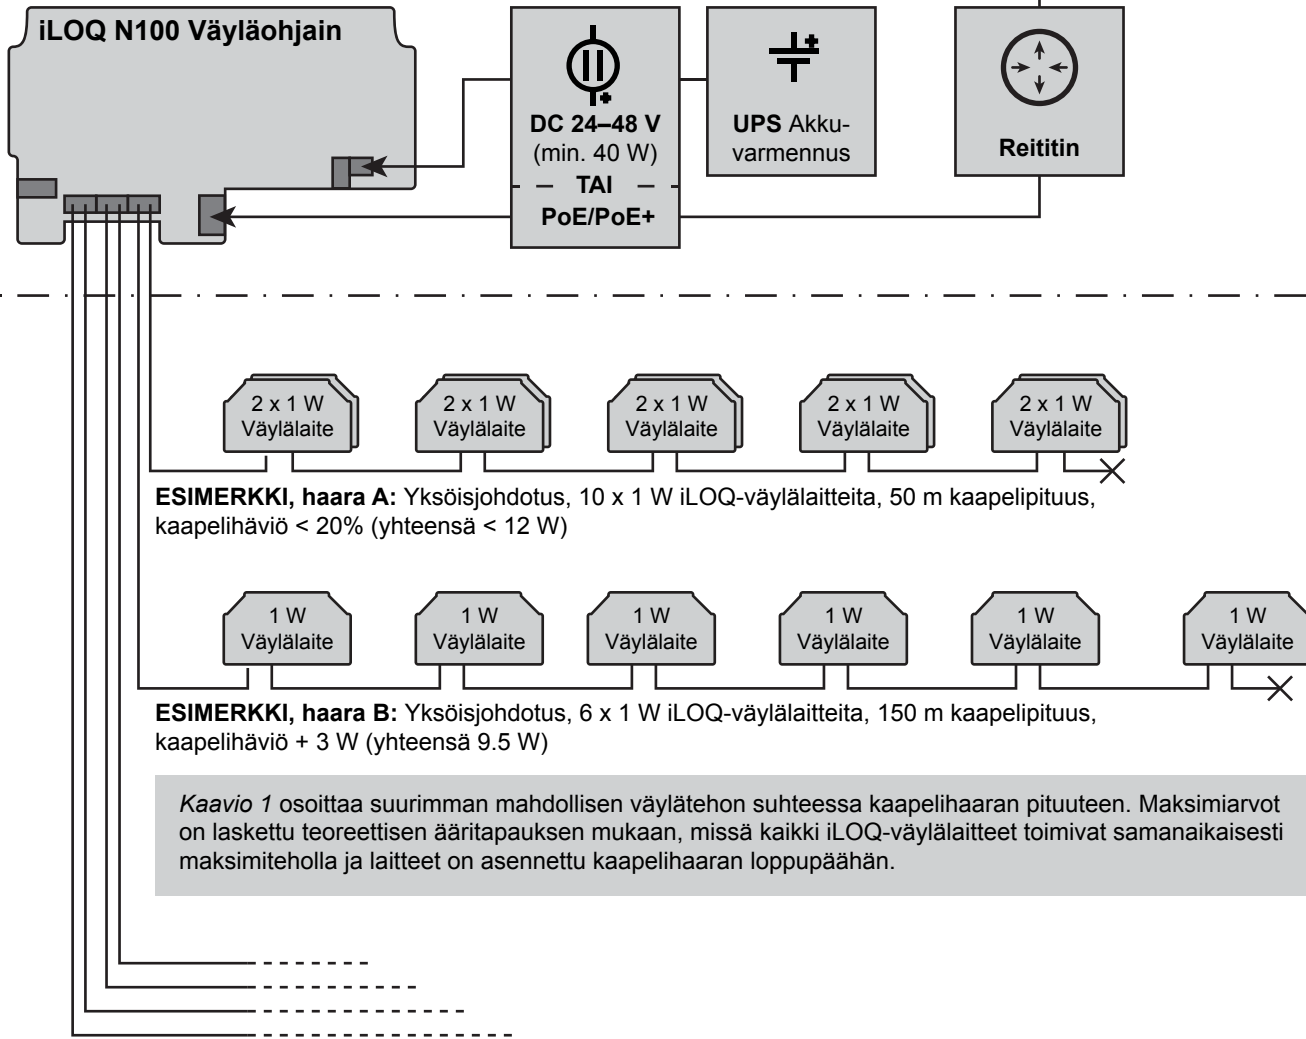 iLOQ N100 Väyläohjain
DC 24–48 V
(min. 40 W)
TAI
PoE/PoE+
UPS Akku-
varmennus
Reititin
2 x 1 W
Väylälaite
2 x 1 W
Väylälaite
2 x 1 W
Väylälaite
2 x 1 W
Väylälaite
2 x 1 W
Väylälaite
ESIMERKKI, haara A: Yksöisjohdotus, 10 x 1 W iLOQ-väylälaitteita, 50 m kaapelipituus,
kaapelihäviö < 20% (yhteensä < 12 W)
1 W
Väylälaite
1 W
Väylälaite
1 W
Väylälaite
1 W
Väylälaite
1 W
Väylälaite
1 W
Väylälaite
ESIMERKKI, haara B: Yksöisjohdotus, 6 x 1 W iLOQ-väylälaitteita, 150 m kaapelipituus,
kaapelihäviö + 3 W (yhteensä 9.5 W)
Kaavio 1 osoittaa suurimman mahdollisen väylätehon suhteessa kaapelihaaran pituuteen. Maksimiarvot
on laskettu teoreettisen ääritapauksen mukaan, missä kaikki iLOQ-väylälaitteet toimivat samanaikaisesti
maksimiteholla ja laitteet on asennettu kaapelihaaran loppupäähän.